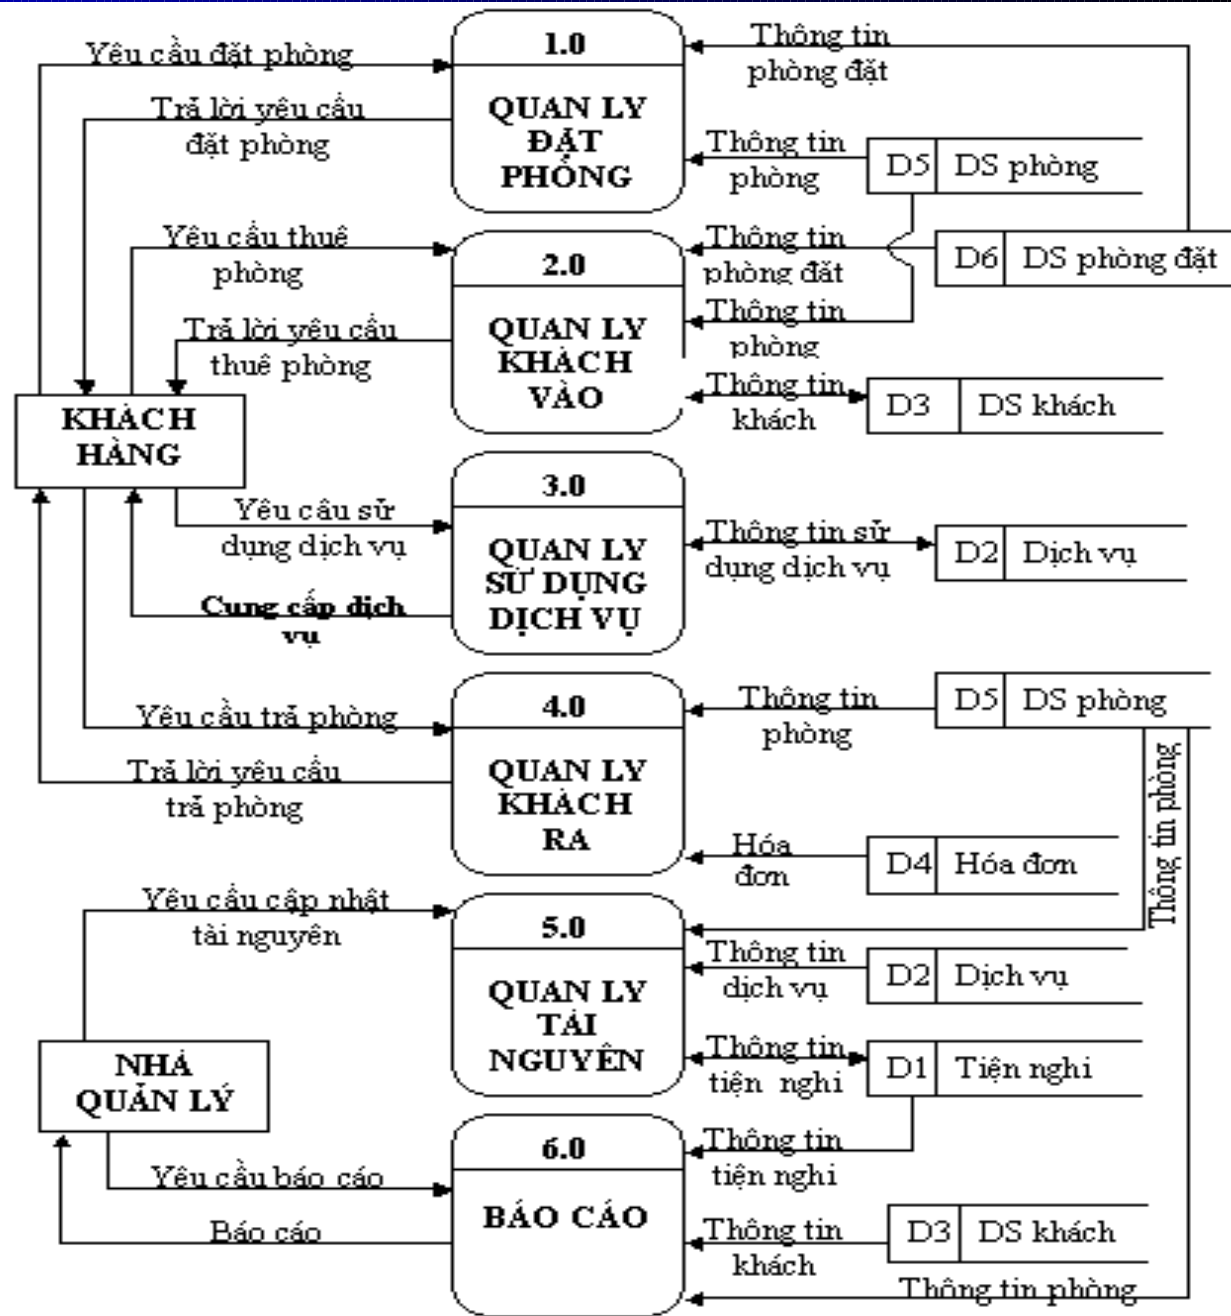 Yêu cầu đặt phòng
1.0
Thông tin
phòng đặt
Trả lời yêu cầu
đặt phòng
QUAN LY
ĐẶT
PHÒNG
Thông tin
phòng
D5 DS phòng
Yêu cầu thuê
phòng
2.0
Thông tin
phòng đặt
D6 DS phòng đặt
Trả lời yêu cầu
thuê phòng
QUAN LY
KHÁCH
VÀO
Thông tin
phòng
Thông tin
khách
D3 DS khách
KHÁCH
HÀNG
3.0
Yêu câu sử
dụng dịch vụ
QUAN LY
SỬ DỤNG
DỊCH VỤ
Thông tin sử
dụng dịch vụ
D2 Dịch vụ
Cung cấp dịch
vụ
4.0
Thông tin
phòng
D5 DS phòng
Yêu cầu trả phòng
Trả lời yêu cầu
trả phòng
QUAN LY
KHÁCH
RA
Thông tin phòng
Hóa
đơn
D4 Hóa đơn
Yêu cầu cập nhật
tài nguyên
5.0
Thông tin
dịch vụ
D2 Dịch vụ
QUAN LY
TÀI
NGUYÊN
Thông tin
tiện nghi
D1 Tiện nghi
NHÀ
QUẢN LÝ
6.0
Thông tin
tiện nghi
Yêu cầu báo cáo
BÁO CÁO
Báo cáo
Thông tin
khách
D3 DS khách
Thông tin phòng